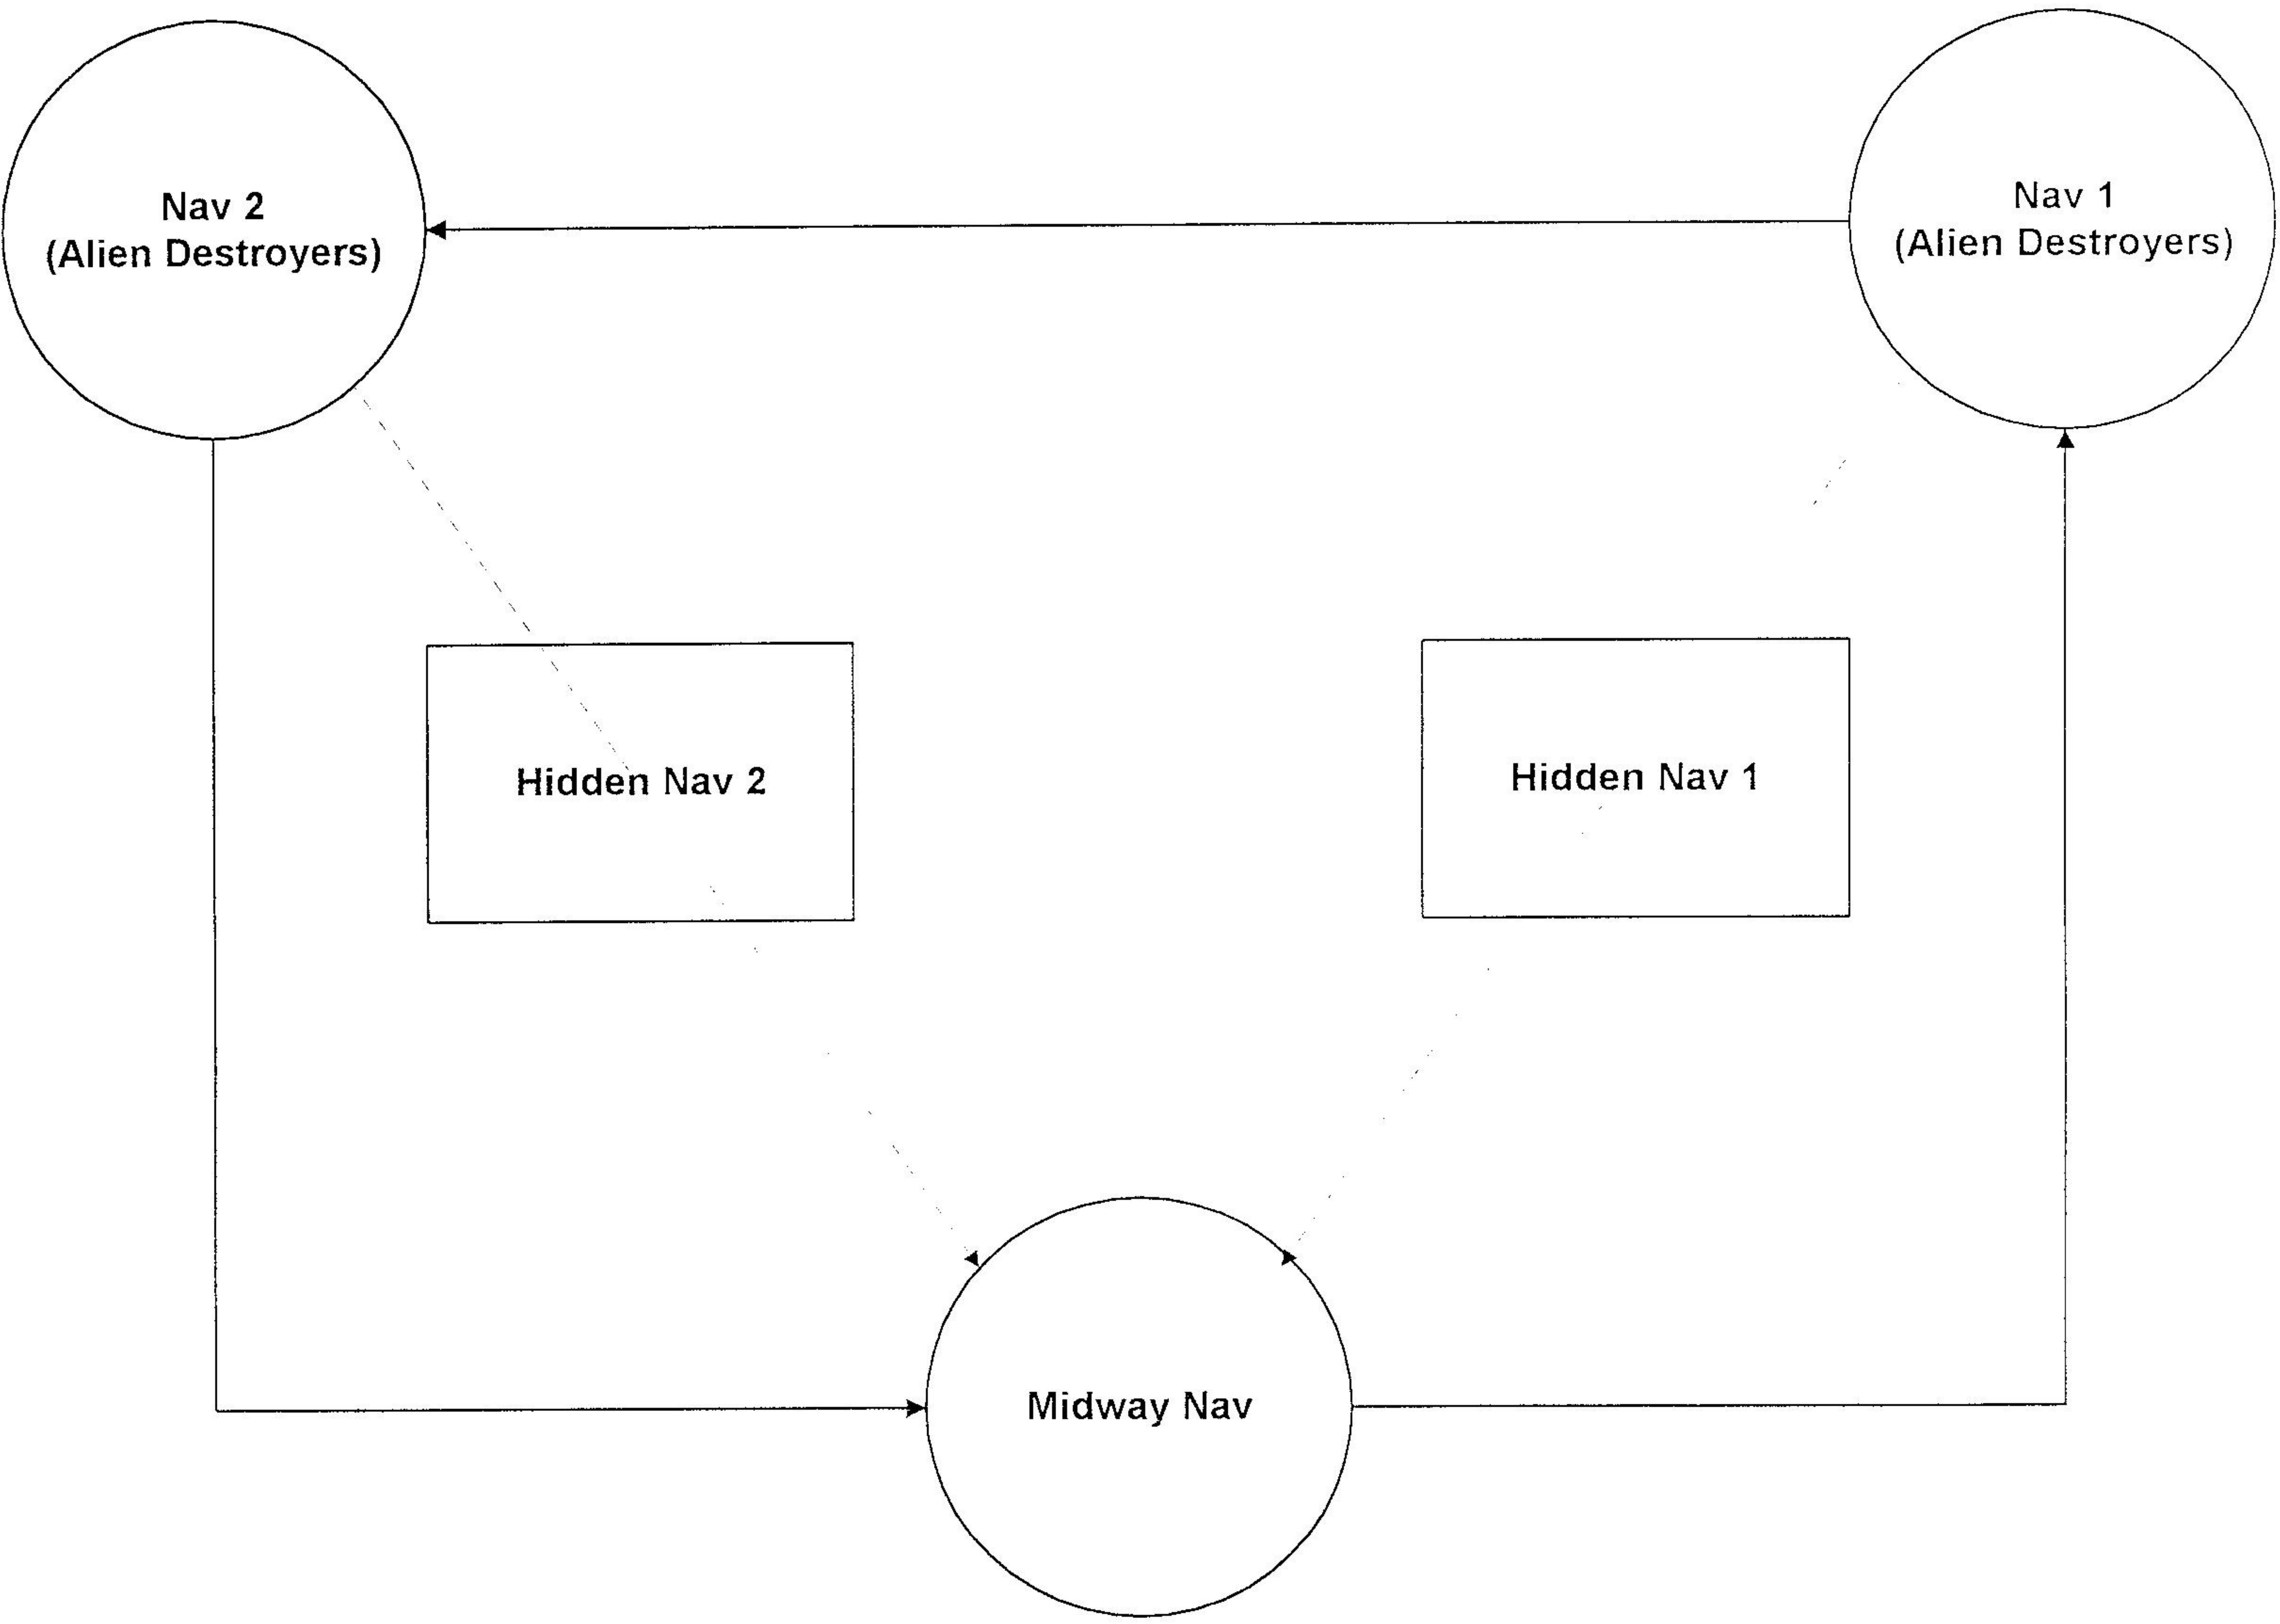 Nav 2
(Alien Destroyers)
Nav 1
(Alien Destroyers)
Hidden Nav 2
Hidden Nav 1
Midway Nav